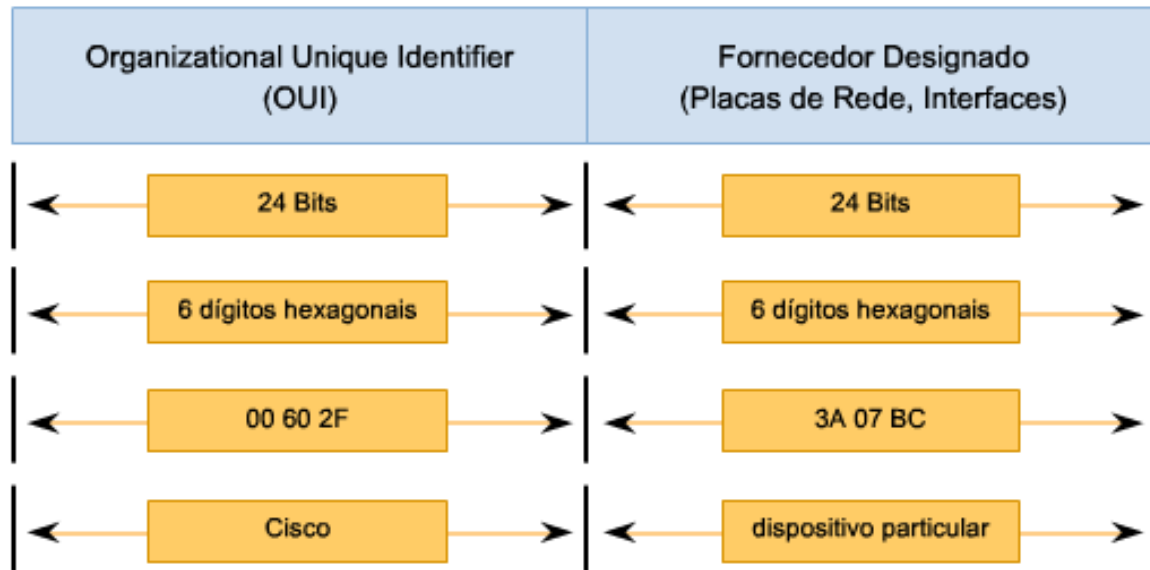 Organizational Unique Identifier
(OUI)
Fornecedor Designado
(Placas de Rede, Interfaces)
24 Bits
24 Bits
6 dígitos hexagonais
6 dígitos hexagonais
00 60 2F
3A 07 BC
Cisco
dispositivo particular